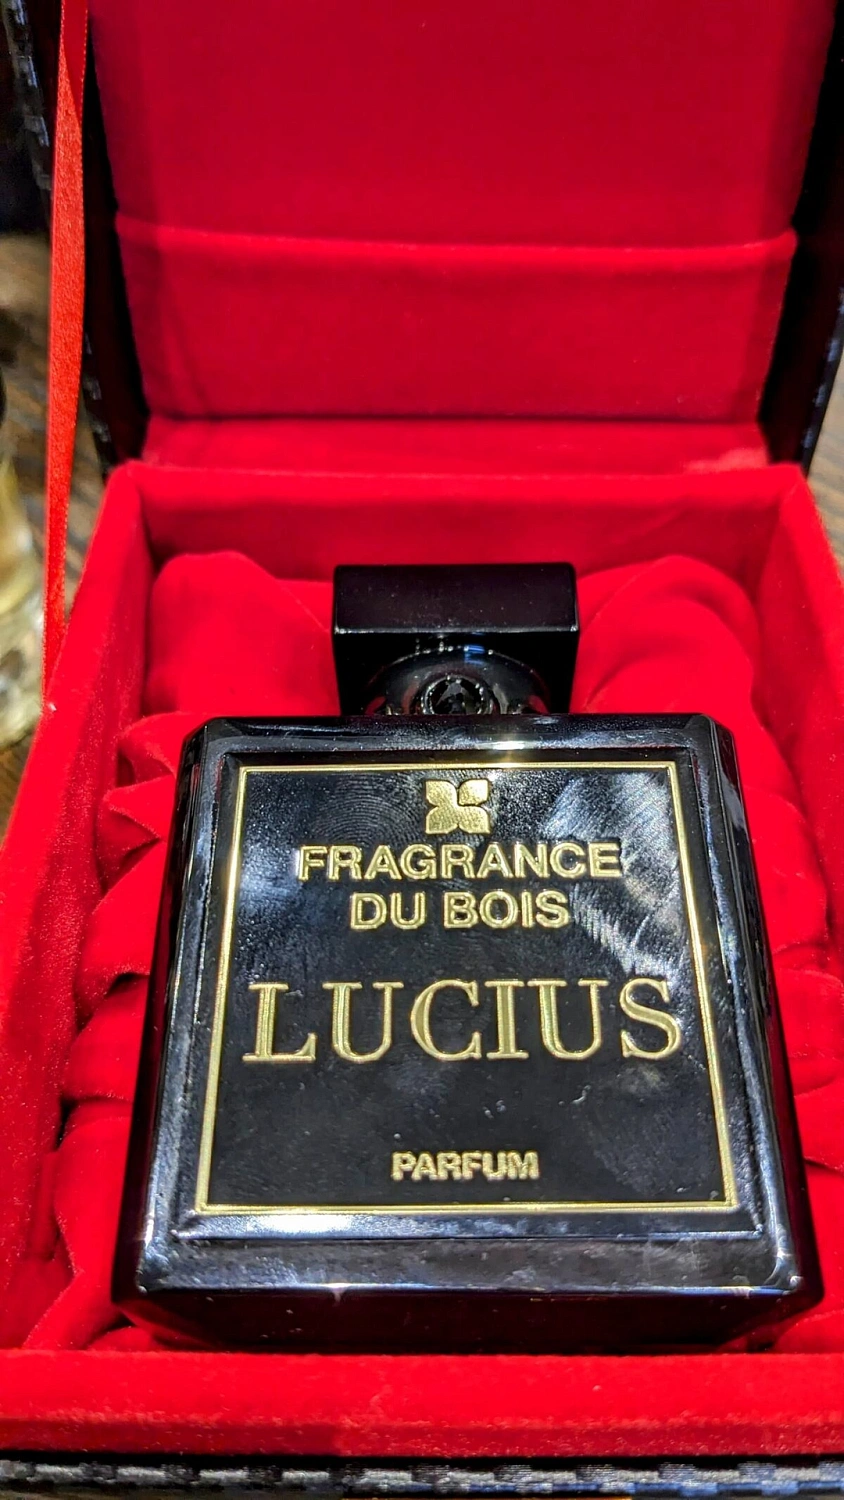 FRAGRANCE
DU BOIS
LUCIUS
PARFUM